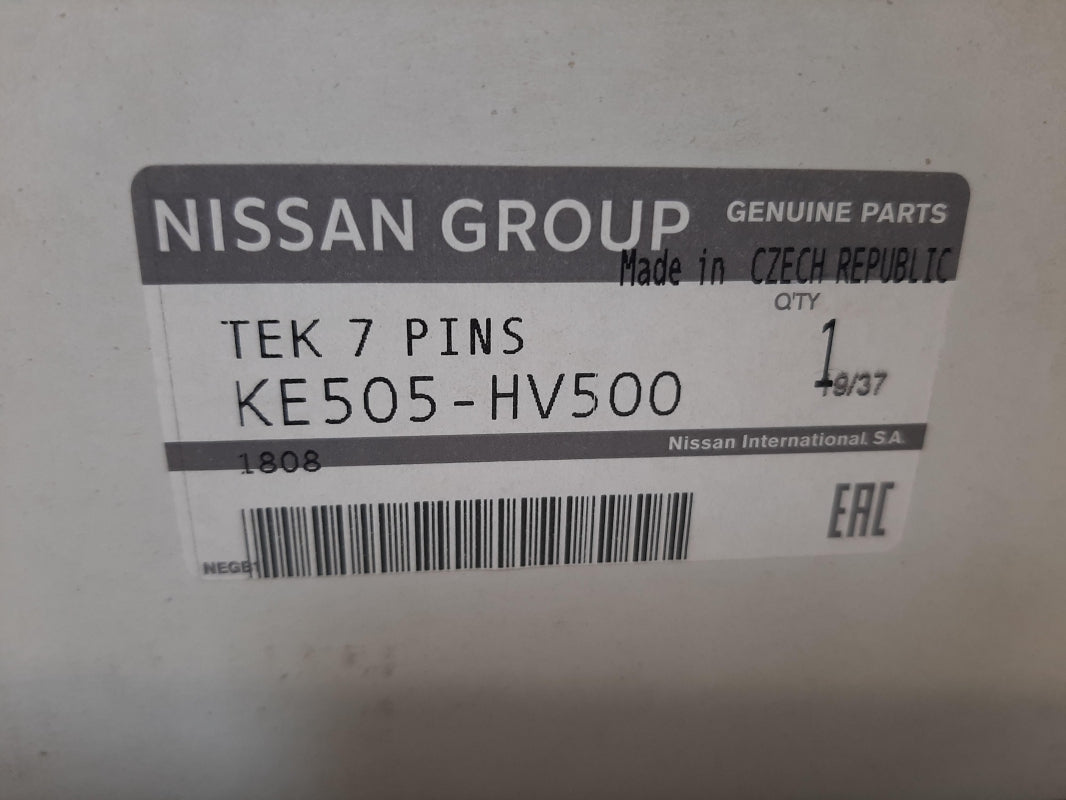 NISSAN GROUP GENUINE PARTS
Made in CZECH REPUBLIC
Q'TY
TEK 7 PINS
1
KE505-HV500
Nissan International S.A.
1808
EAC